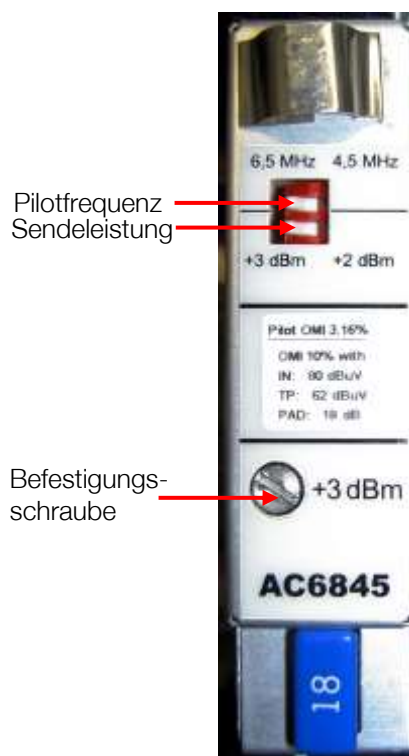 6,5 MHz 4,5 MHz
Pilotfrequenz
Sendeleistung
+3 dBm +2 dBm
Pilot OMI 3.16%
OMI 10% with
IN: 80 dBuV
TP: 62 dBuV
PAD: 18 dB
Befestigungs-
schraube
+3 dBm
AC6845
18